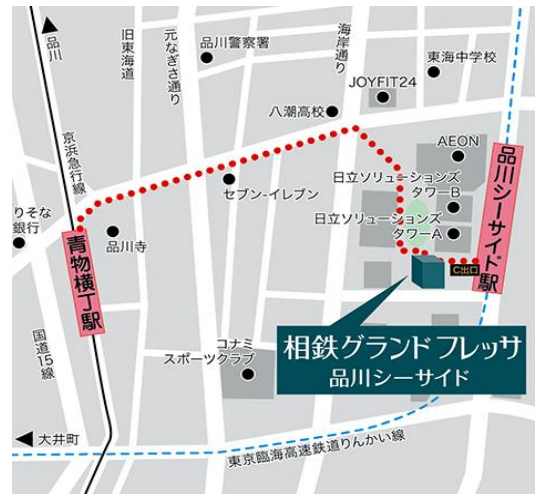 品川
旧東海道
元なぎさ通り
品川警察署
海岸通り
東海中学校
JOYFIT24
八潮高校
京浜急行線
AEON
日立ソリューションズ
タワーB
セブン-イレブン
日立ソリューションズ
タワーA
品川シーサイド駅
りそな
銀行
品川寺
青物横丁駅
C出口
国道15線
相鉄グランドフレッサ
品川シーサイド
コナミ
スポーツクラブ
大井町
東京臨海高速鉄道りんかい線